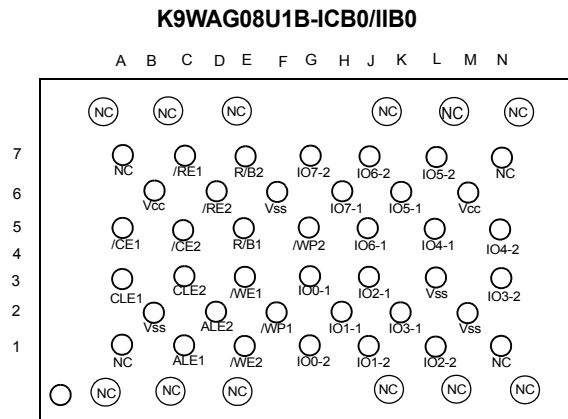 K9WAG08U1B-ICB0/IIB0
A B C D E F G H J K L M N
NC NC NC NC NC NC
7
NC /RE1 R/B2 IO7-2 IO6-2 IO5-2 NC
6
Vcc /RE2 Vss IO7-1 IO5-1 Vcc
5
/CE1 /CE2 R/B1 /WP2 IO6-1 IO4-1 IO4-2
4
3
CLE1 CLE2 /WE1 IO0-1 IO2-1 Vss IO3-2
2
Vss ALE2 /WP1 IO1-1 IO3-1 Vss
1
NC ALE1 /WE2 IO0-2 IO1-2 IO2-2 NC
NC NC NC NC NC NC